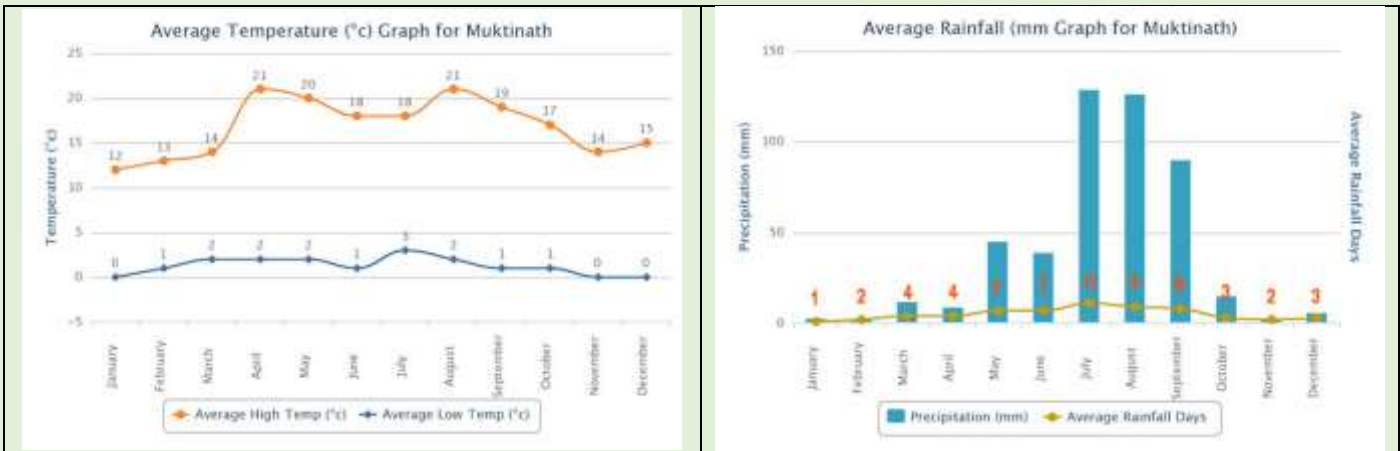 Average Temperature (°c) Graph for Muktinath
25
20
15
10
5
0
-5
Temperature (°c)
12
13
14
21
20
18
18
21
19
17
14
15
0
1
2
2
2
1
3
2
1
1
0
0
January
February
March
April
May
June
July
August
September
October
November
December
Average High Temp (°c) Average Low Temp (°c)
Average Rainfall (mm Graph for Muktinath)
150
100
50
0
Precipitation (mm)
Average Rainfall Days
1
2
4
4
3
2
3
January
February
March
April
May
June
July
August
September
October
November
December
Precipitation (mm) Average Rainfall Days